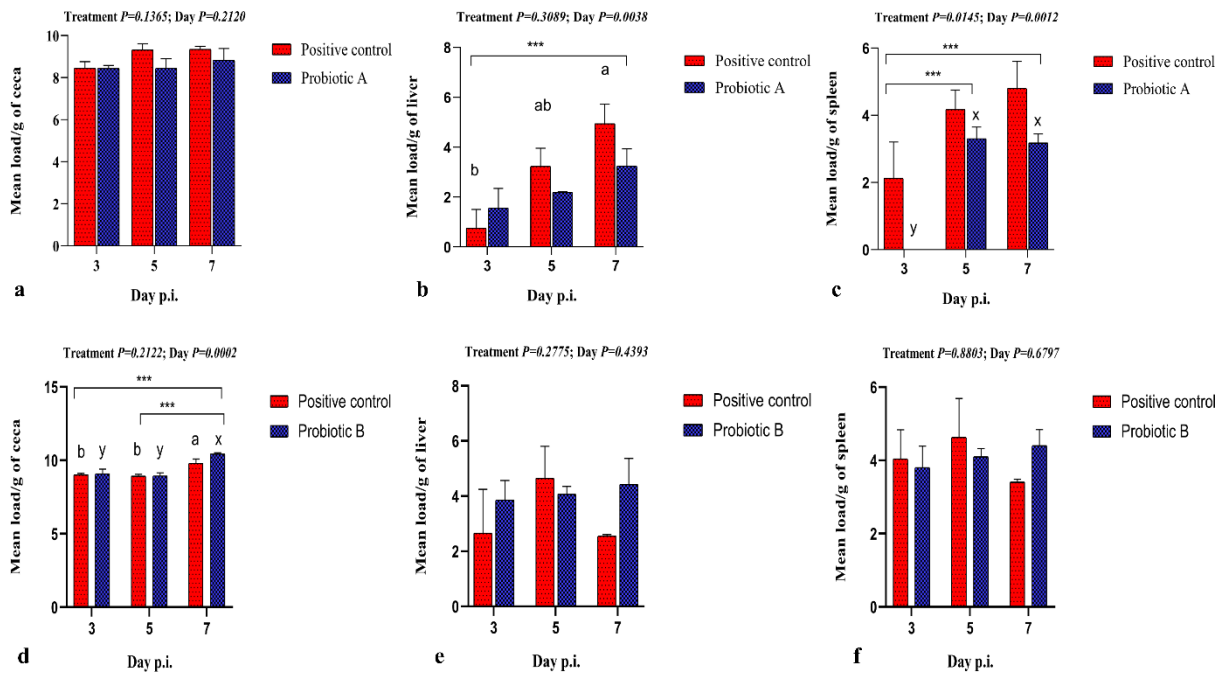 Treatment P=0.1365; Day P=0.2120
Mean load/g of ceca
10
8
6
4
2
0
3 5 7
Day p.i.
Positive control
Probiotic A
a
Treatment P=0.3089; Day P=0.0038
Mean load/g of liver
8
6
4
2
0
***
b
ab
a
3 5 7
Day p.i.
Positive control
Probiotic A
b
Treatment P=0.0145; Day P=0.0012
Mean load/g of spleen
6
4
2
0
***
***
y
x
x
3 5 7
Day p.i.
Positive control
Probiotic A
c
Treatment P=0.2122; Day P=0.0002
Mean load/g of ceca
15
10
5
0
***
***
b y b y a x
3 5 7
Day p.i.
Positive control
Probiotic B
d
Treatment P=0.2775; Day P=0.4393
Mean load/g of liver
8
6
4
2
0
3 5 7
Day p.i.
Positive control
Probiotic B
e
Treatment P=0.8803; Day P=0.6797
Mean load/g of spleen
6
4
2
0
3 5 7
Day p.i.
Positive control
Probiotic B
f